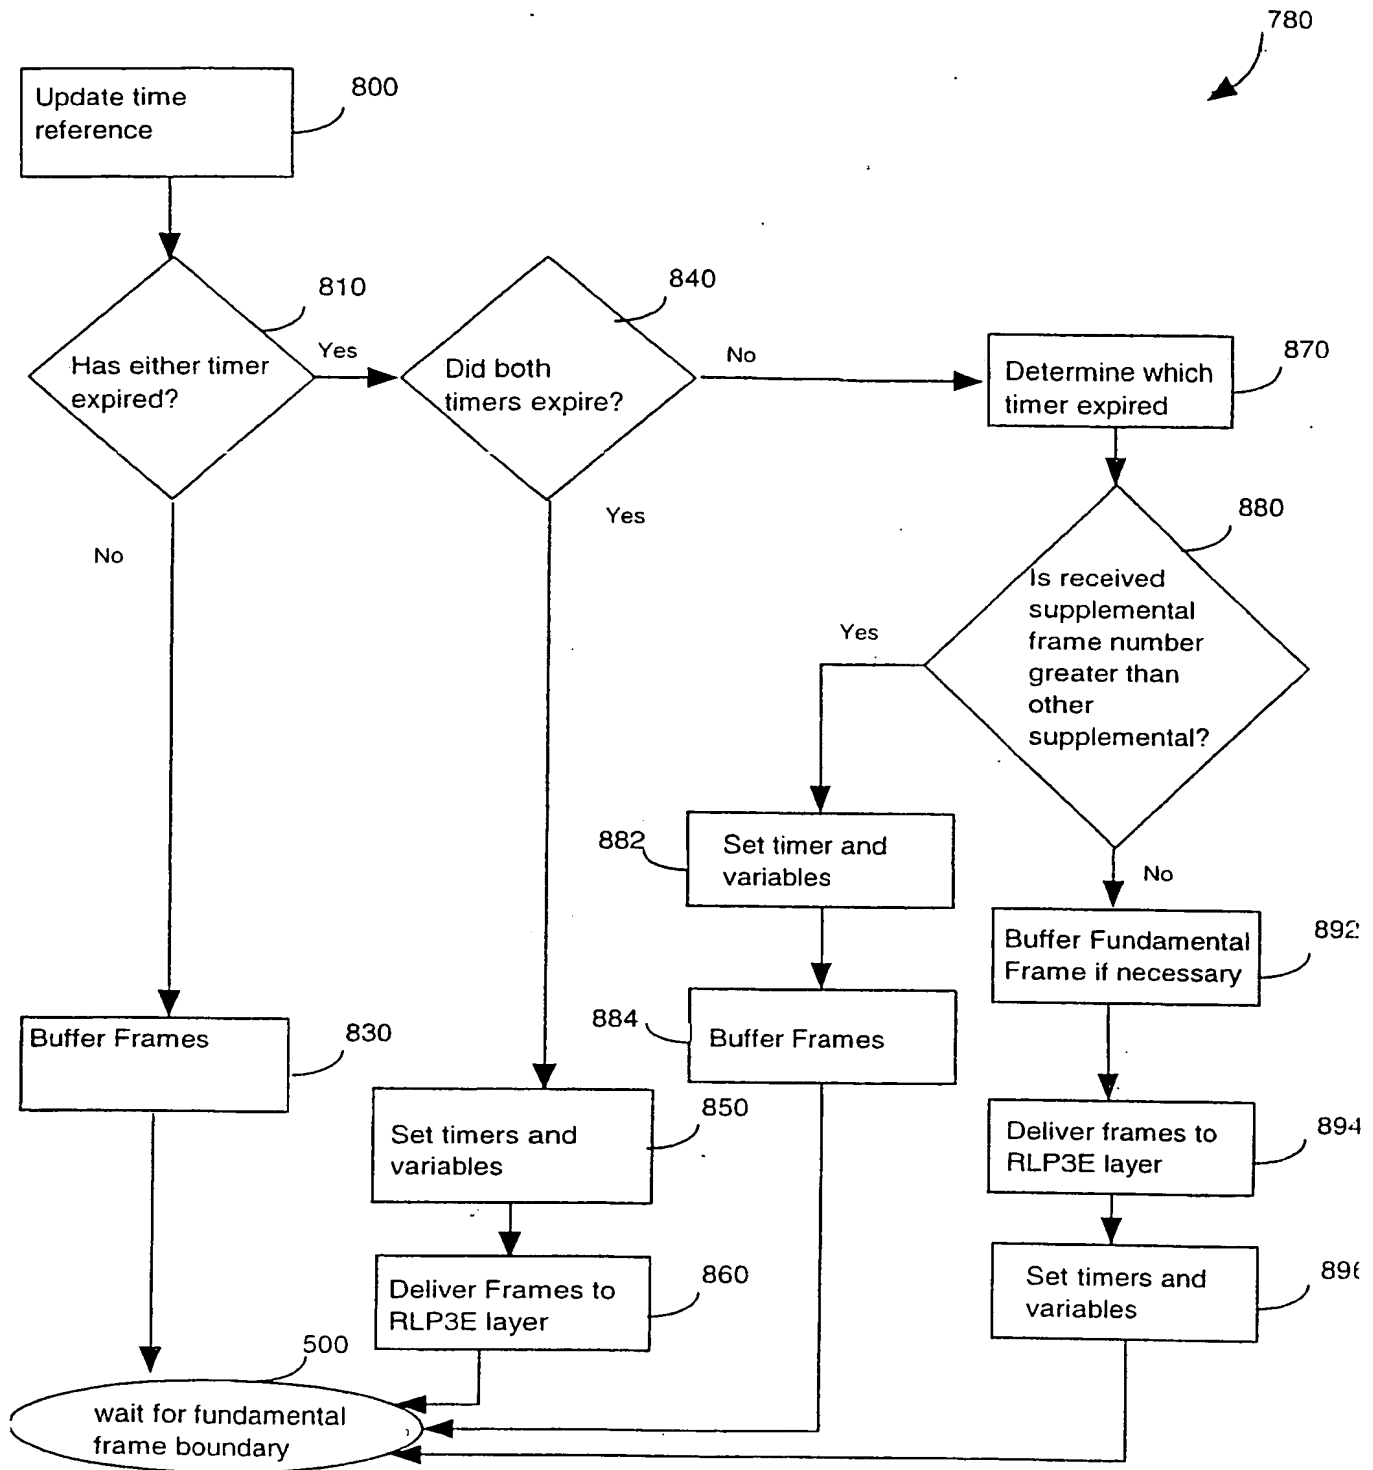 780
Update time
reference
800
Has either timer
expired?
810
Yes
No
Did both
timers expire?
840
No
Yes
Determine which
timer expired
870
Is received
supplemental
frame number
greater than
other
supplemental?
880
Yes
No
Set timer and
variables
882
Buffer Frames
884
Buffer Fundamental
Frame if necessary
892
Buffer Frames
830
Set timers and
variables
850
Deliver frames to
RLP3E layer
894
Deliver Frames to
RLP3E layer
860
Set timers and
variables
896
500
wait for fundamental
frame boundary